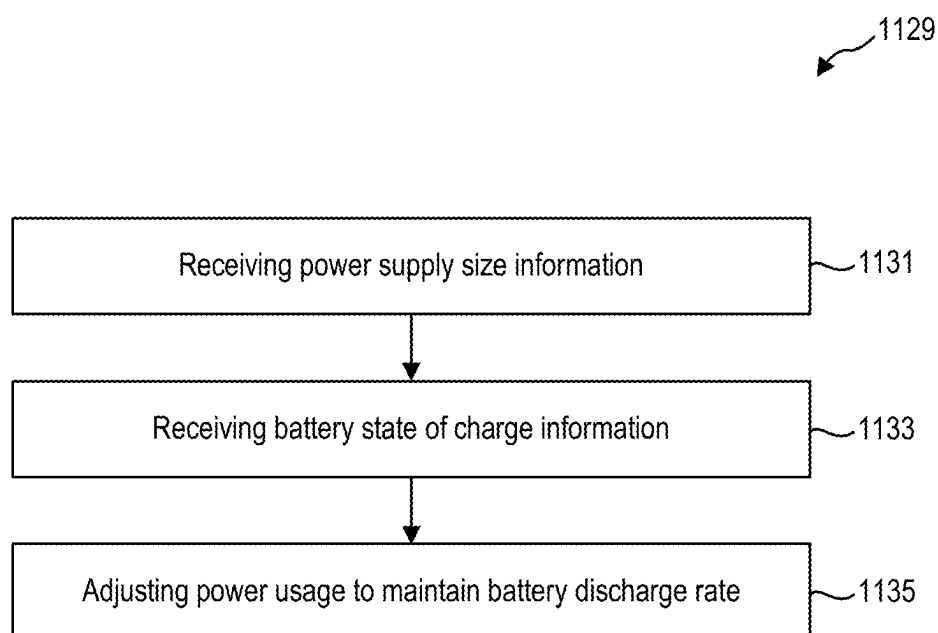 1129
Receiving power supply size information
1131
Receiving battery state of charge information
1133
Adjusting power usage to maintain battery discharge rate
1135